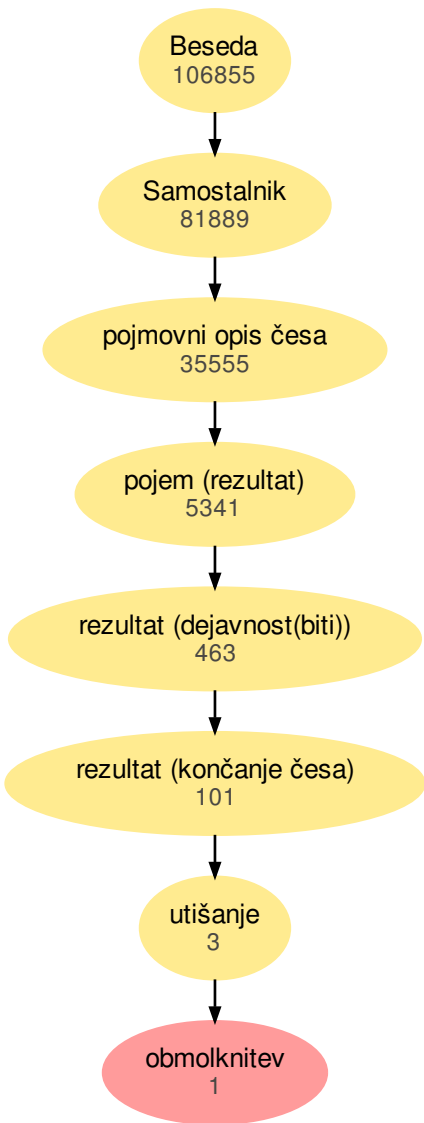 Beseda
106855
Samostalnik
81889
pojmovni opis česa
35555
pojem (rezultat)
5341
rezultat (dejavnost(biti))
463
rezultat (končanje česa)
101
utišanje
3
obmolknitev
1